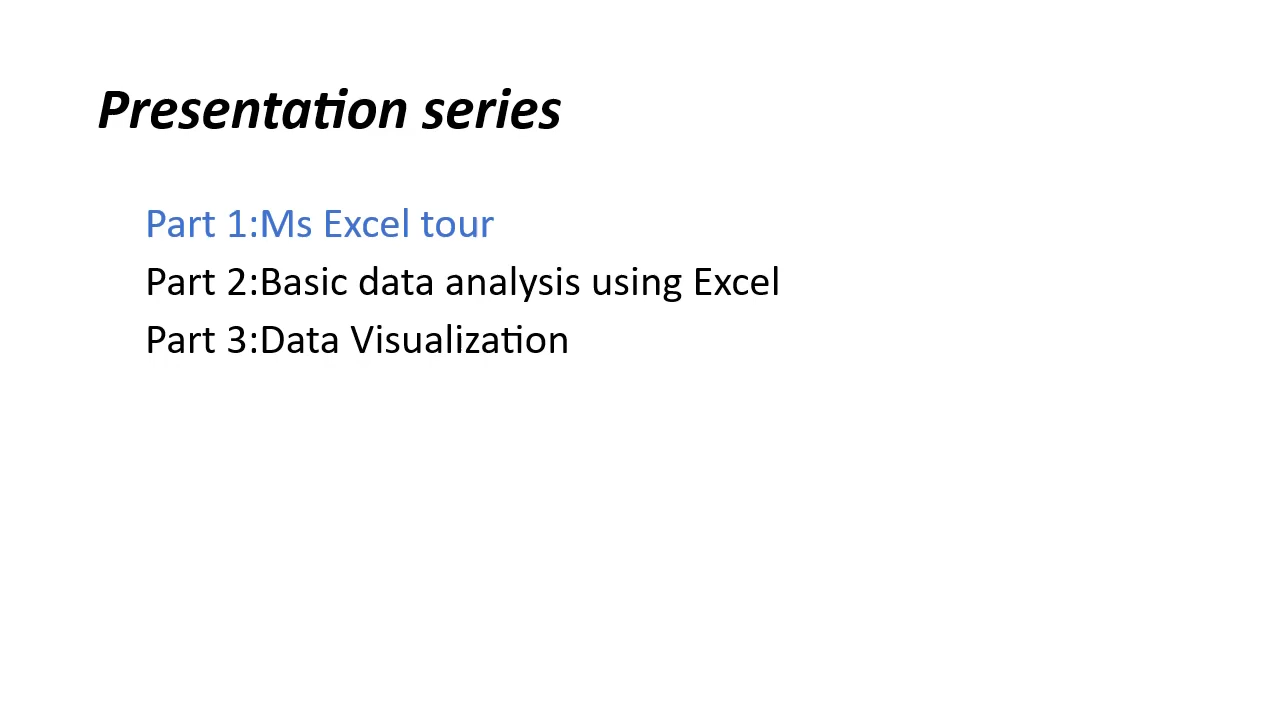 Presentation series
Part 1:Ms Excel tour
Part 2:Basic data analysis using Excel
Part 3:Data Visualization